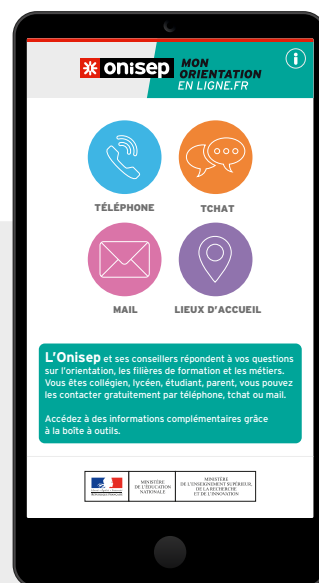 onisep MON
ORIENTATION
EN LIGNE.FR
i
TÉLÉPHONE
TCHAT
MAIL
LIEUX D'ACCUEIL
L'Onisep et ses conseillers répondent à vos questions
sur l'orientation, les filières de formation et les métiers.
Vous êtes collégien, lycéen, étudiant, parent, vous pouvez
les contacter gratuitement par téléphone, tchat ou mail.
Accédez à des informations complémentaires grâce
à la boîte à outils.
MINISTÈRE
DE L'ÉDUCATION
NATIONALE
MINISTÈRE
DE L'ENSEIGNEMENT SUPÉRIEUR,
DE LA RECHERCHE
ET DE L'INNOVATION